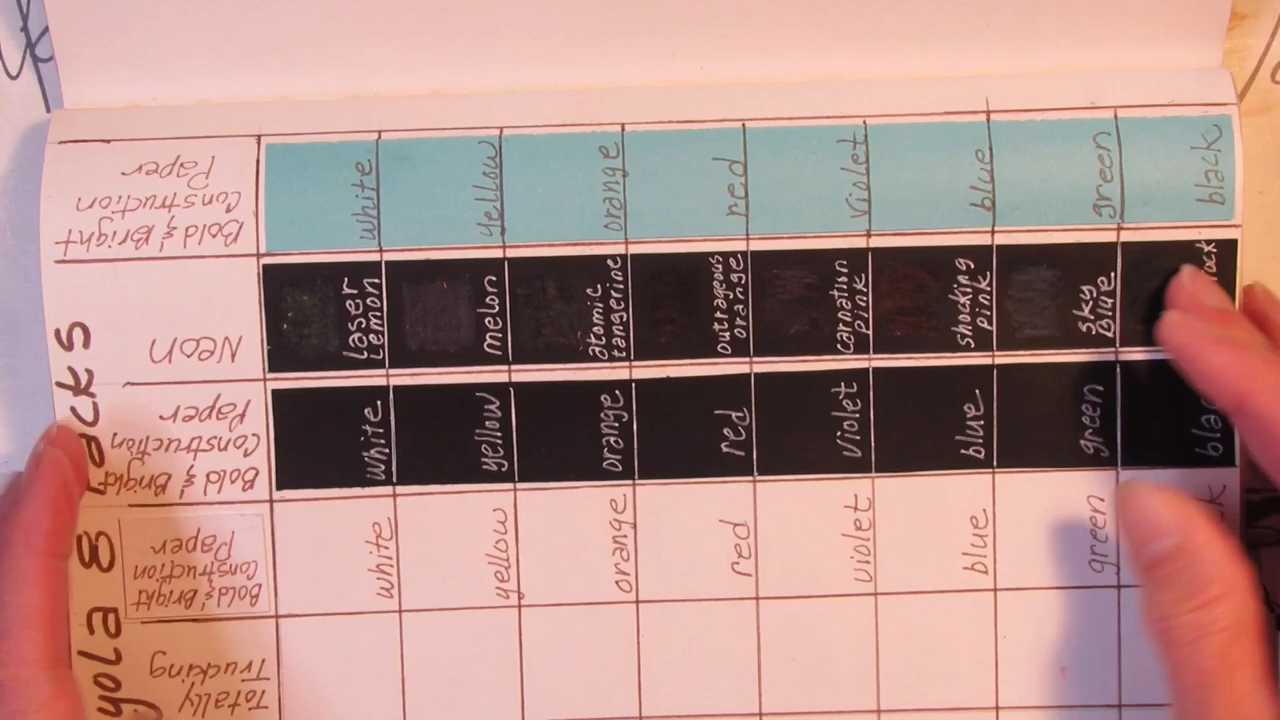 yola 8
Bold & Bright
Construction
Paper
white
yellow
orange
red
violet
blue
green
black
Neon
laser
lemon
melon
atomic
tangerine
outrageous
orange
carnation
pink
shocking
pink
sky
Blue
Bold & Bright
Construction
Paper
white
yellow
orange
red
violet
blue
green
Bold & Bright
Construction
Paper
white
yellow
orange
red
violet
blue
green
Totally
Trucking